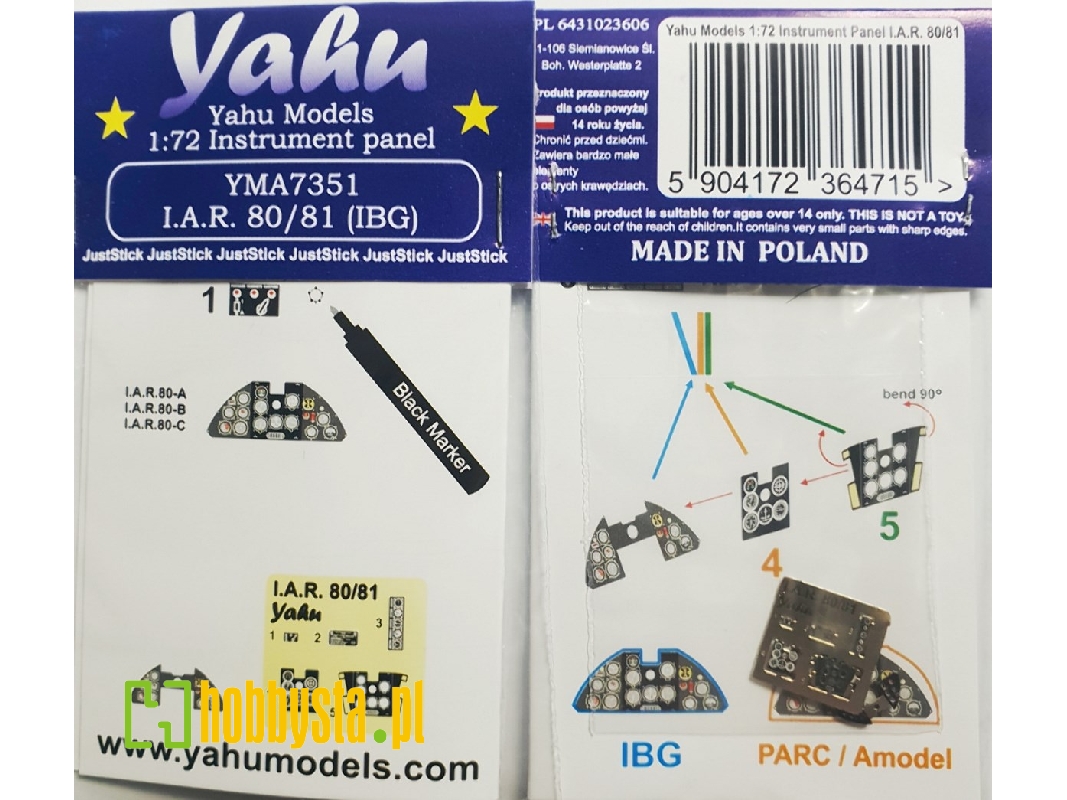 Yahu
Yahu Models
1:72 Instrument panel
YMA7351
I.A.R. 80/81 (IBG)
JustStick JustStick JustStick JustStick JustStick JustStick
1
Black Marker
I.A.R.80-A
I.A.R.80-B
I.A.R.80-C
I.A.R. 80/81
Yahu
1
2
3
hobbysta.pl
www.yahumodels.com
PL 6431023606
1-106 Siemianowice Śl.
Boh. Westerplatte 2
rodukt przeznaczony
dla osób powyżej
14 roku życia.
Chronić przed dziećmi.
Zawiera bardzo małe
elementy
o ostrych krawędziach.
Yahu Models 1:72 Instrument Panel I.A.R. 80/81
5 904172 364715 >
This product is suitable for ages over 14 only. THIS IS NOT A TOY.
Keep out of the reach of children.It contains very small parts with sharp edges.
MADE IN POLAND
bend 90°
5
4
IBG
PARC / Amodel